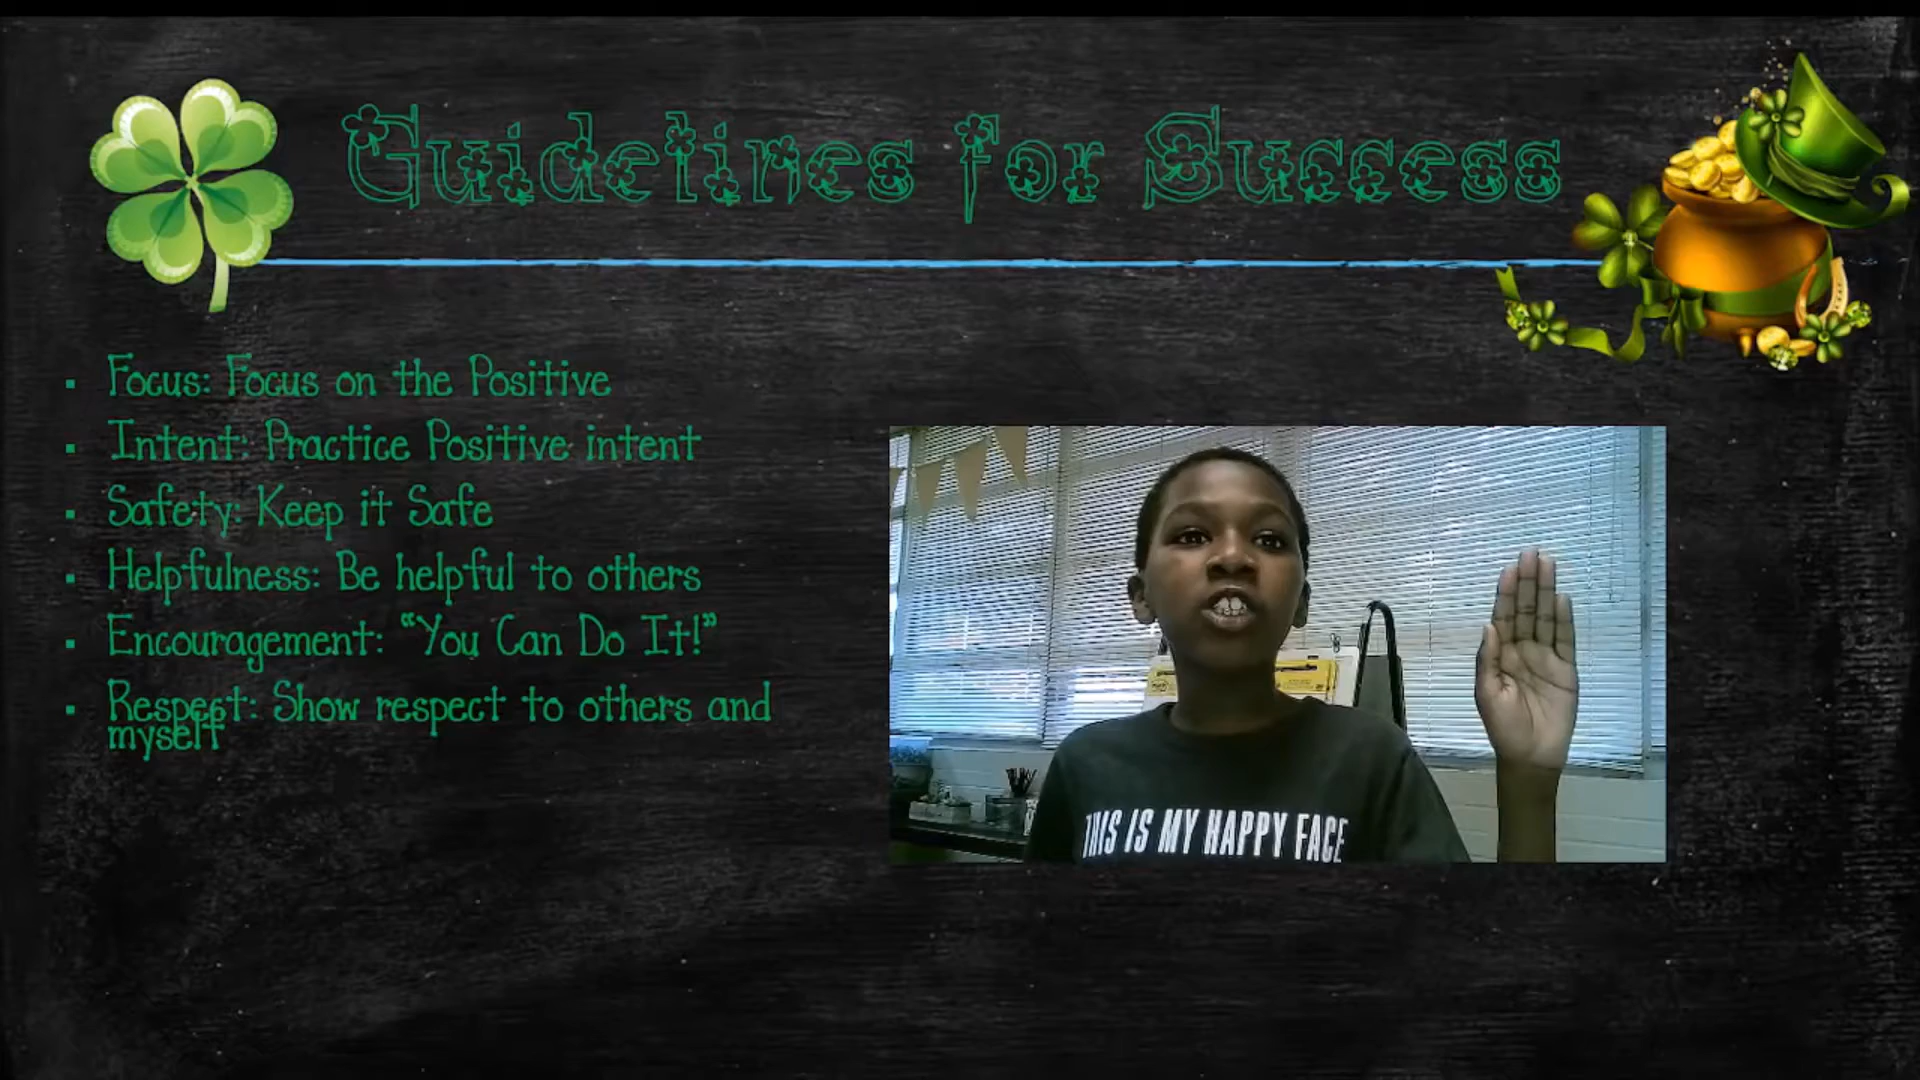 Guidelines for Success
Focus: Focus on the Positive
Intent: Practice Positive intent
Safety: Keep it Safe
Helpfulness: Be helpful to others
Encouragement: “You Can Do It!”
Respect: Show respect to others and
myself
THIS IS MY HAPPY FACE